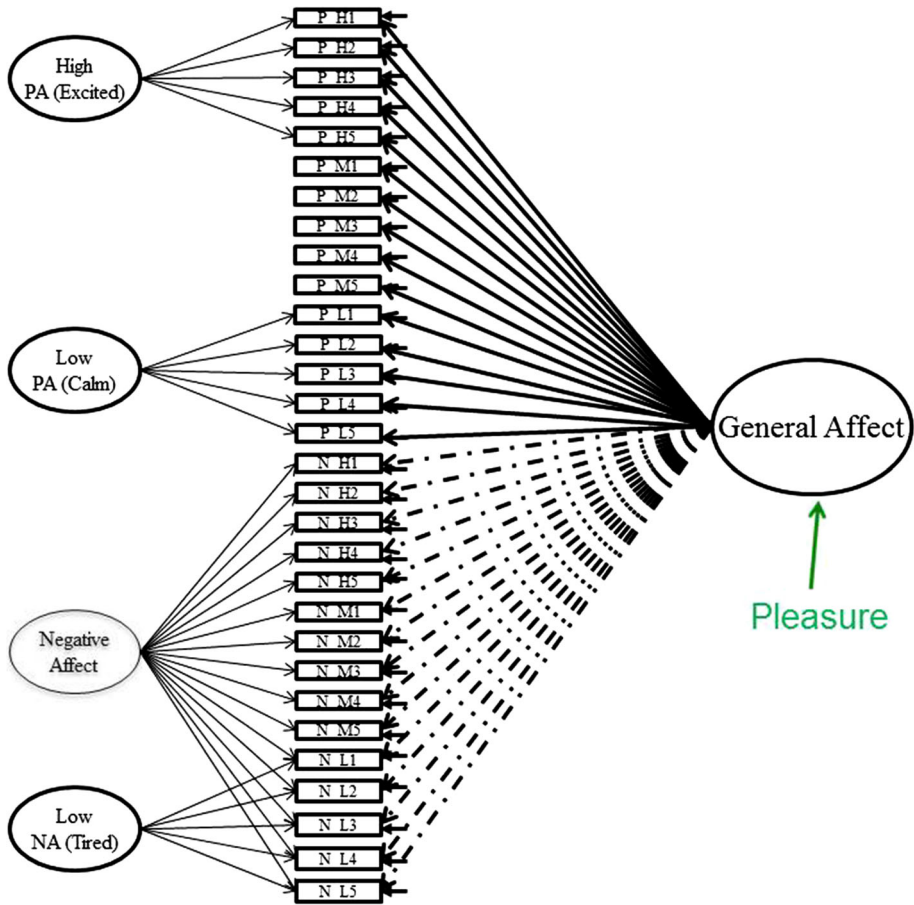 High
PA (Excited)
Low
PA (Calm)
Negative
Affect
Low
NA (Tired)
P H1
P H2
P H3
P H4
P H5
P M1
P M2
P M3
P M4
P M5
P L1
P L2
P L3
P L4
P L5
N H1
N H2
N H3
N H4
N H5
N M1
N M2
N M3
N M4
N M5
N L1
N L2
N L3
N L4
N L5
General Affect
Pleasure